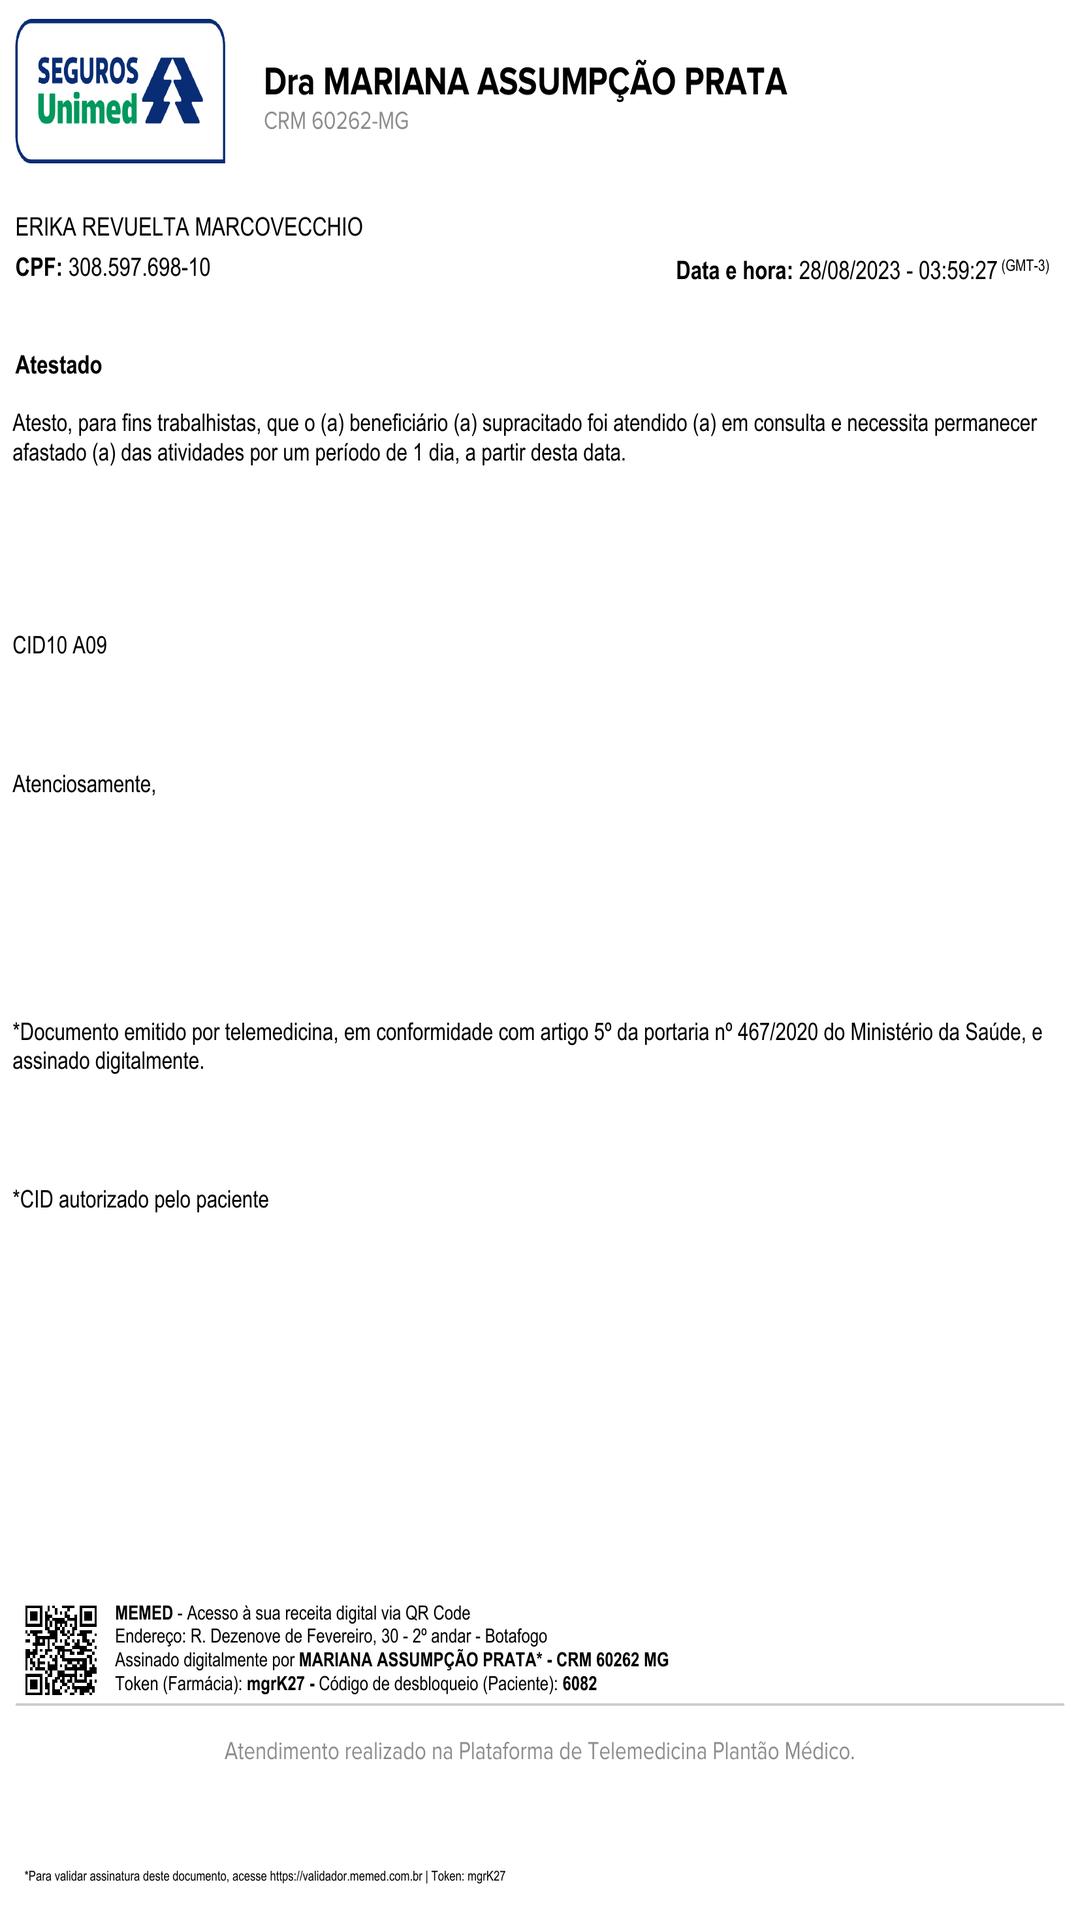 SEGUROS
Unimed
Dra MARIANA ASSUMPÇÃO PRATA
CRM 60262-MG
ERIKA REVUELTA MARCOVECCHIO
CPF: 308.597.698-10
Data e hora: 28/08/2023 - 03:59:27 (GMT-3)
Atestado
Atesto, para fins trabalhistas, que o (a) beneficiário (a) supracitado foi atendido (a) em consulta e necessita permanecer
afastado (a) das atividades por um período de 1 dia, a partir desta data.
CID10 A09
Atenciosamente,
*Documento emitido por telemedicina, em conformidade com artigo 5º da portaria nº 467/2020 do Ministério da Saúde, e
assinado digitalmente.
*CID autorizado pelo paciente
MEMED - Acesso à sua receita digital via QR Code
Endereço: R. Dezenove de Fevereiro, 30 - 2º andar - Botafogo
Assinado digitalmente por MARIANA ASSUMPÇÃO PRATA* - CRM 60262 MG
Token (Farmácia): mgrK27 - Código de desbloqueio (Paciente): 6082
Atendimento realizado na Plataforma de Telemedicina Plantão Médico.
*Para validar assinatura deste documento, acesse https://validador.memed.com.br | Token: mgrK27